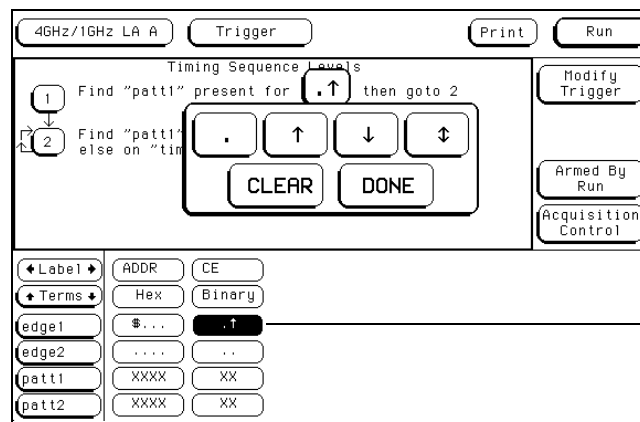 4GHz/1GHz LA A Trigger Print Run
Timing Sequence Levels
Modify
Trigger
1 Find "patt1" present for .↑ then goto 2
2 Find "patt1"
else on "tim
. ↑ ↓ ↕
CLEAR DONE
Armed By
Run
Acquisition
Control
Label ADDR CE
Terms Hex Binary
edge1 $... .↑
edge2 .... ..
patt1 XXXX XX
patt2 XXXX XX